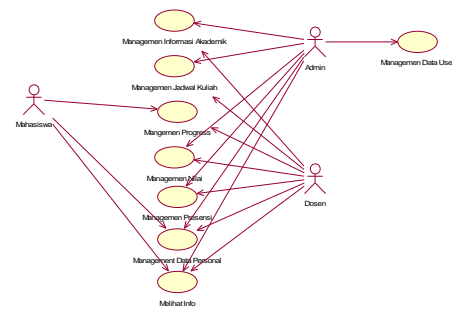 Managemen Informasi Akademik
Admin
Managemen Data Use
Managemen Jadwal Kuliah
Mahasiswa
Mangemen Progress
Managemen Nilai
Dosen
Managemen Presensi
Management Data Personal
Melihat Info